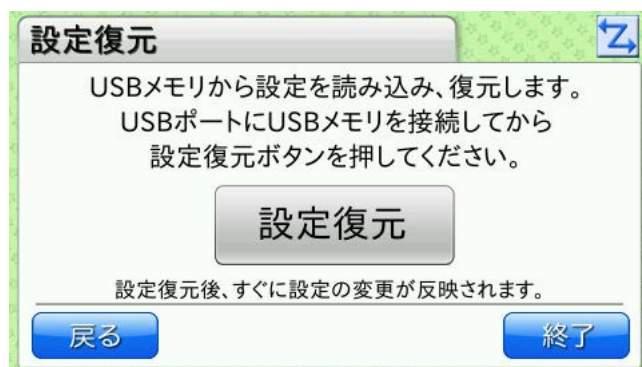 設定復元
Z
USBメモリから設定を読み込み、復元します。
USBポートにUSBメモリを接続してから
設定復元ボタンを押してください。
設定復元
設定復元後、すぐに設定の変更が反映されます。
戻る
終了